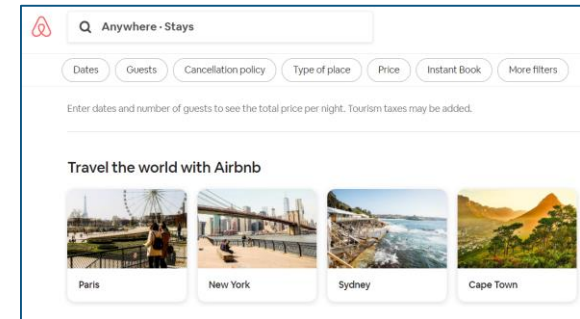 Anywhere · Stays
Dates Guests Cancellation policy Type of place Price Instant Book More filters
Enter dates and number of guests to see the total price per night. Tourism taxes may be added.
Travel the world with Airbnb
Paris New York Sydney Cape Town